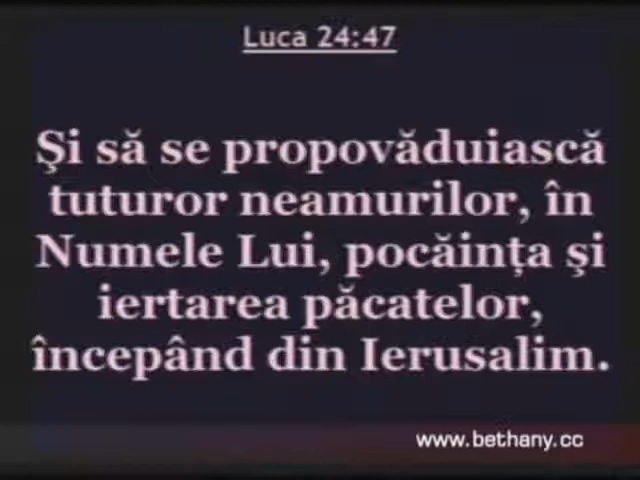 Luca 24:47
Şi să se propovăduiască
tuturor neamurilor, în
Numele Lui, pocăinţa şi
iertarea păcatelor,
începând din Ierusalim.
www.bethany.cc